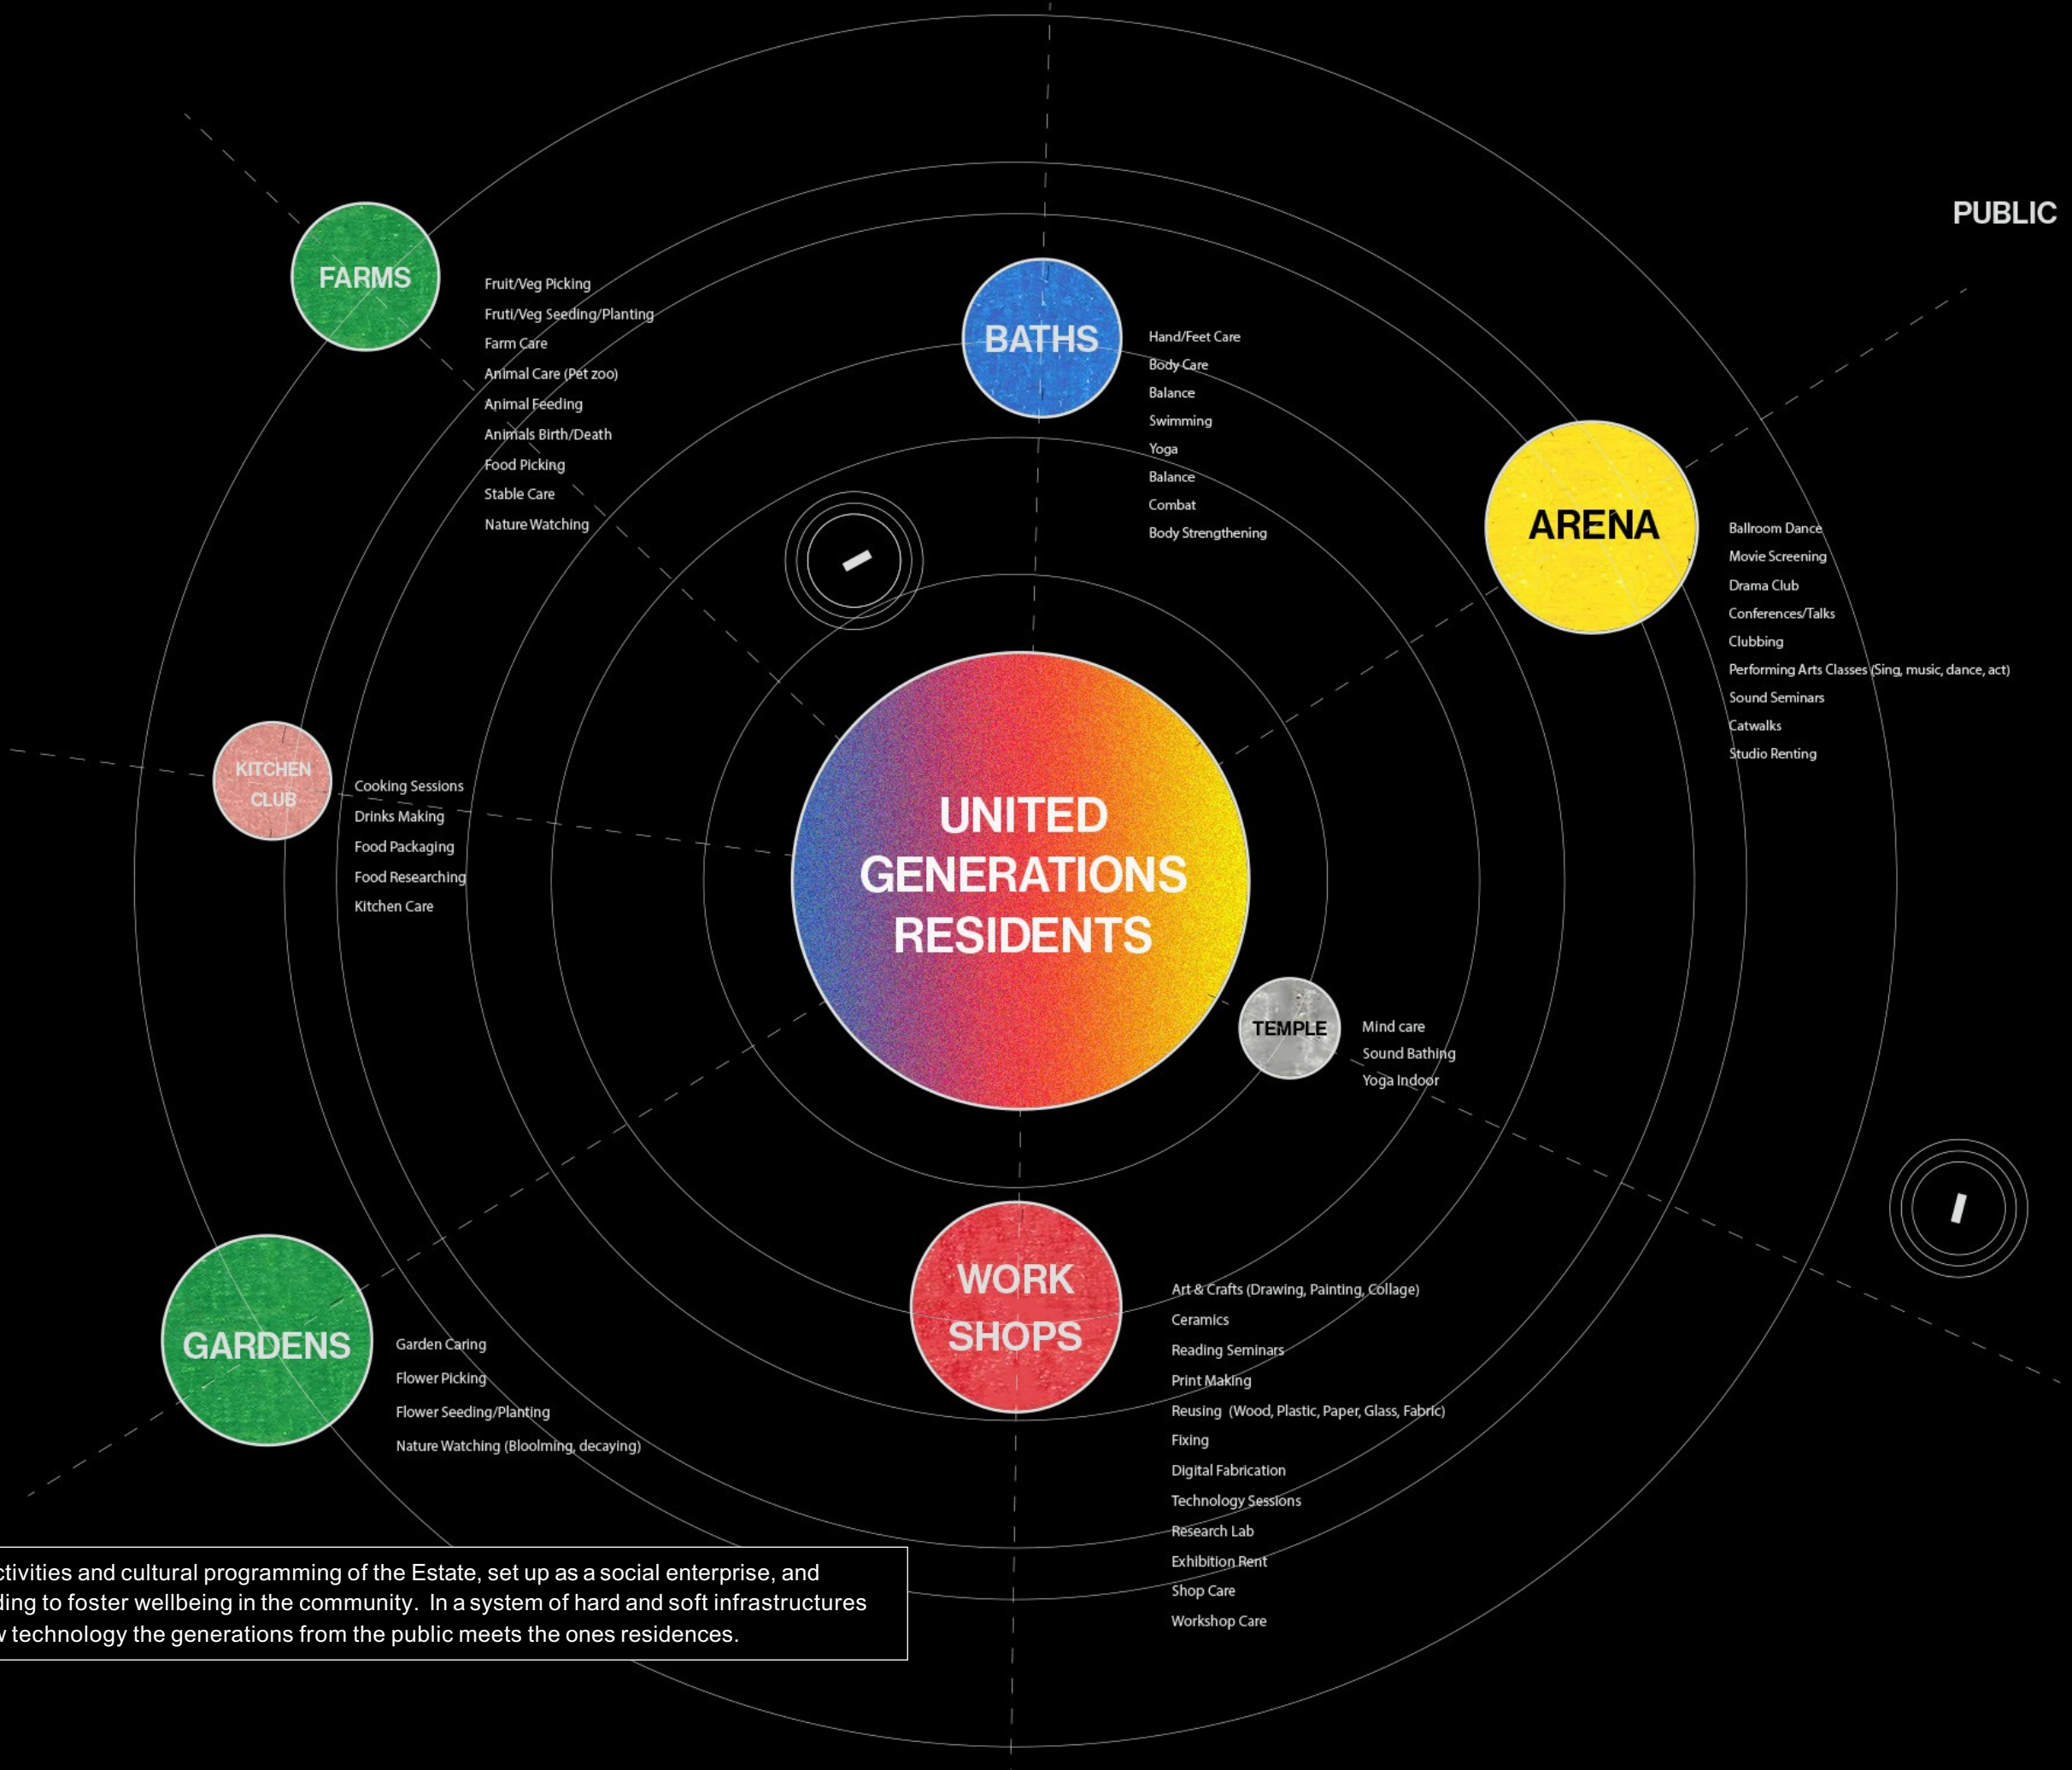 PUBLIC
FARMS
Fruit/Veg Picking
Fruti/Veg Seeding/Planting
Farm Care
Animal Care (Pet zoo)
Animal Feeding
Animals Birth/Death
Food Picking
Stable Care
Nature Watching
BATHS
Hand/Feet Care
Body Care
Balance
Swimming
Yoga
Balance
Combat
Body Strengthening
ARENA
Ballroom Dance
Movie Screening
Drama Club
Conferences/Talks
Clubbing
Performing Arts Classes (Sing, music, dance, act)
Sound Seminars
Catwalks
Studio Renting
KITCHEN
CLUB
Cooking Sessions
Drinks Making
Food Packaging
Food Researching
Kitchen Care
UNITED
GENERATIONS
RESIDENTS
TEMPLE
Mind care
Sound Bathing
Yoga Indoor
GARDENS
Garden Caring
Flower Picking
Flower Seeding/Planting
Nature Watching (Bloolming, decaying)
WORK
SHOPS
Art & Crafts (Drawing, Painting, Collage)
Ceramics
Reading Seminars
Print Making
Reusing (Wood, Plastic, Paper, Glass, Fabric)
Fixing
Digital Fabrication
Technology Sessions
Research Lab
Exhibition Rent
Shop Care
Workshop Care
and cultural programming of the Estate, set up as a social enterprise, and
to foster wellbeing in the community. In a system of hard and soft infrastructures
technology the generations from the public meets the ones residences.